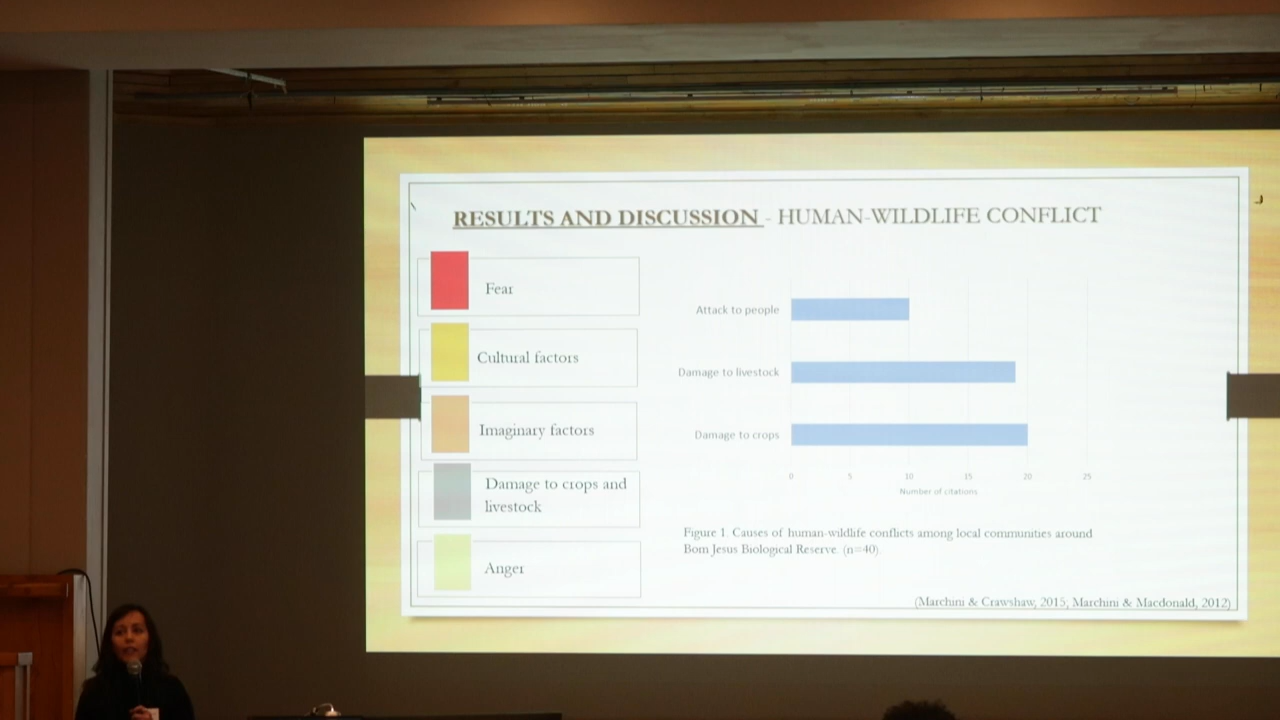 RESULTS AND DISCUSSION - HUMAN-WILDLIFE CONFLICT
Fear
Cultural factors
Imaginary factors
Damage to crops and
livestock
Anger
Attack to people
Damage to livestock
Damage to crops
0 5 10 15 20 25
Number of citations
Figure 1. Causes of human-wildlife conflicts among local communities around
Bom Jesus Biological Reserve. (n=40).
(Marchini & Crawshaw, 2015; Marchini & Macdonald, 2012)